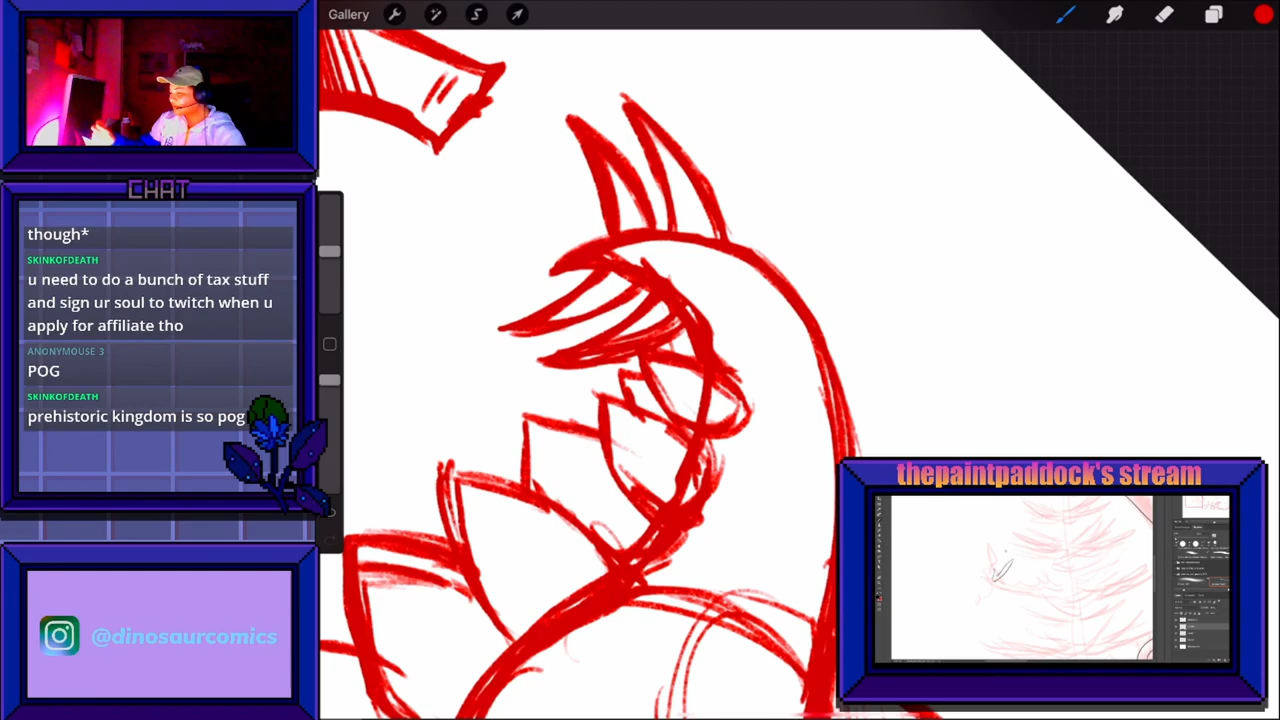 Gallery
CHAT
though*
SKINKOFDEATH
u need to do a bunch of tax stuff
and sign ur soul to twitch when u
apply for affiliate tho
ANONYMOUSE 3
POG
SKINKOFDEATH
prehistoric kingdom is so pog
@dinosaurcomics
thepaintpaddock's stream